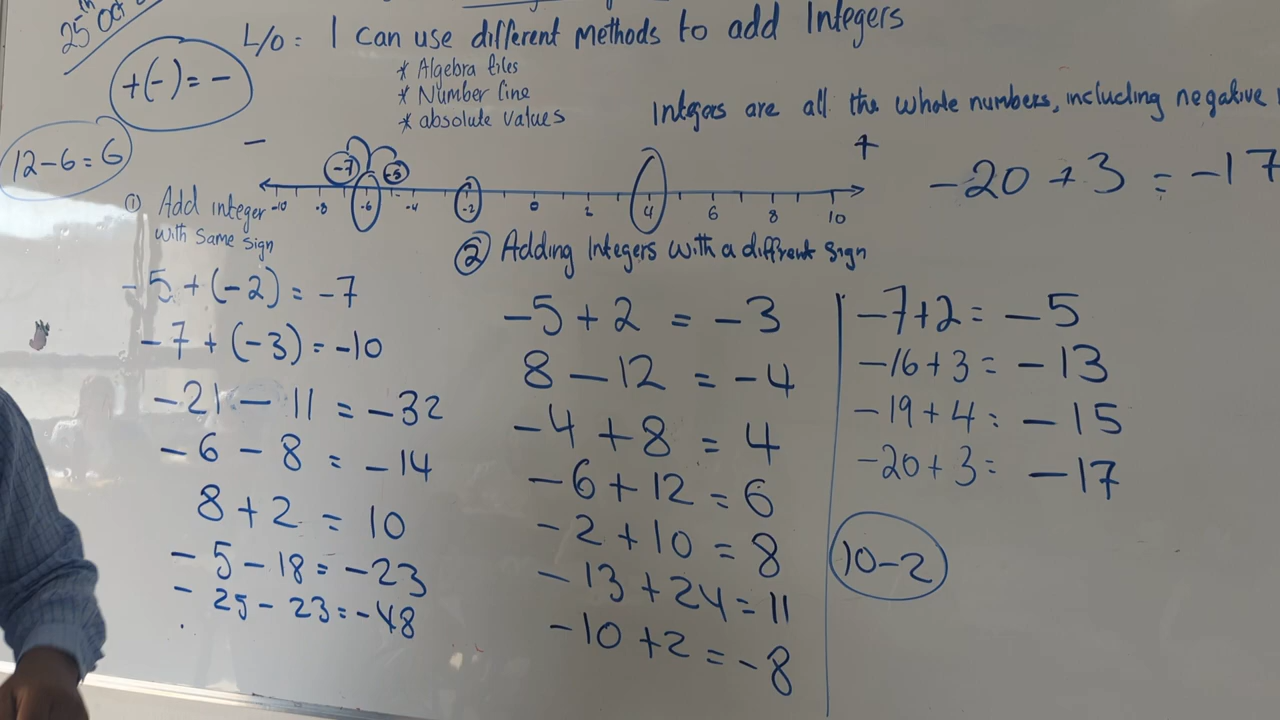 25th Oct
L/O: I can use different methods to add Integers
* Algebra tiles
* Number line
* absolute values
+(-) = -
Integers are all the whole numbers, including negative
12-6=6
- +
-7 -5
-10 -8 -6 -4 -2 0 2 4 6 8 10
-20 + 3 = -17
① Add integer
with same sign
-5 + (-2) = -7
-7 + (-3) = -10
-21 - 11 = -32
-6 - 8 = -14
8 + 2 = 10
-5 - 18 = -23
-25 - 23 = -48
② Adding Integers with a different sign
-5 + 2 = -3
8 - 12 = -4
-4 + 8 = 4
-6 + 12 = 6
-2 + 10 = 8
-13 + 24 = 11
-10 + 2 = -8
-7 + 2 = -5
-16 + 3 = -13
-19 + 4 = -15
-20 + 3 = -17
10 - 2